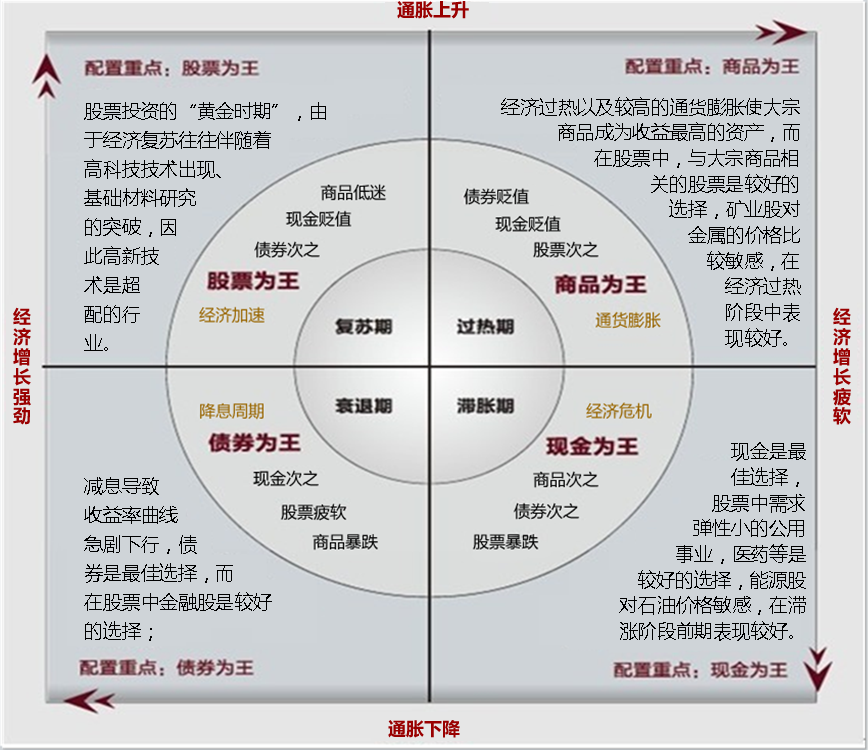 通胀上升
配置重点：股票为王
股票投资的“黄金时期”，由
于经济复苏往往伴随着
高科技技术出现、
基础材料研究
的突破，因
此高新技
术是超
配的行
业。
配置重点：商品为王
经济过热以及较高的通货膨胀使大宗
商品成为收益最高的资产，而
在股票中，与大宗商品相
关的股票是较好的
选择，矿业股对
金属的价格比
较敏感，在
经济过热
阶段中表
现较好。
商品低迷
现金贬值
债券次之
股票为王
经济加速
复苏期
债券贬值
现金贬值
股票次之
商品为王
通货膨胀
过热期
经济增长强劲
经济增长疲软
衰退期
降息周期
债券为王
现金次之
股票疲软
商品暴跌
滞胀期
经济危机
现金为王
商品次之
债券次之
股票暴跌
减息导致
收益率曲线
急剧下行，债
券是最佳选择，而
在股票中金融股是较好
的选择；
配置重点：债券为王
现金是最
佳选择，
股票中需求
弹性小的公用
事业，医药等是
较好的选择，能源股
对石油价格敏感，在滞
涨阶段前期表现较好。
配置重点：现金为王
通胀下降